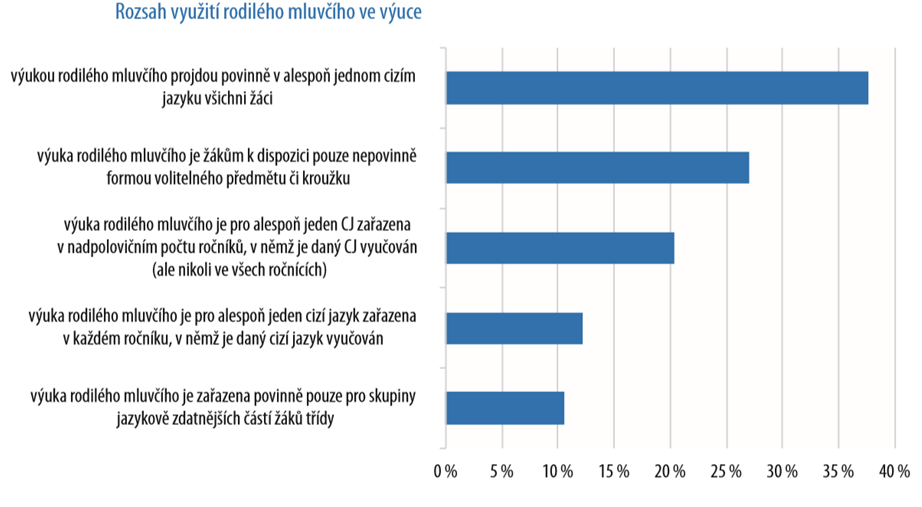 Rozsah využití rodilého mluvčího ve výuce
výukou rodilého mluvčího projdou povinně v alespoň jednom cizím
jazyku všichni žáci
výuka rodilého mluvčího je žákům k dispozici pouze nepovinně
formou volitelného předmětu či kroužku
výuka rodilého mluvčího je pro alespoň jeden CJ zařazena
v nadpolovičním počtu ročníků, v němž je daný CJ vyučován
(ale nikoli ve všech ročnících)
výuka rodilého mluvčího je pro alespoň jeden cizí jazyk zařazena
v každém ročníku, v němž je daný cizí jazyk vyučován
výuka rodilého mluvčího je zařazena povinně pouze pro skupiny
jazykově zdatnějších částí žáků třídy
0 % 5 % 10 % 15 % 20 % 25 % 30 % 35 % 40 %